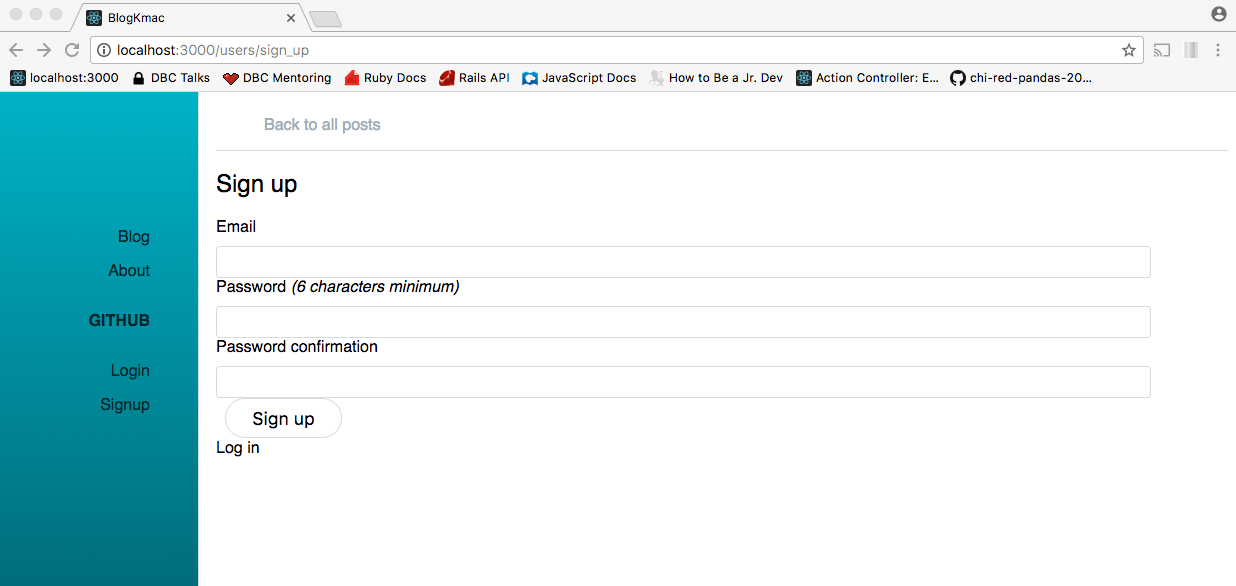 BlogKmac
localhost:3000/users/sign_up
localhost:3000 DBC Talks DBC Mentoring Ruby Docs Rails API JavaScript Docs How to Be a Jr. Dev Action Controller: E... chi-red-pandas-20...
Back to all posts
Sign up
Email
Password (6 characters minimum)
Password confirmation
Sign up
Log in
Blog
About
GITHUB
Login
Signup